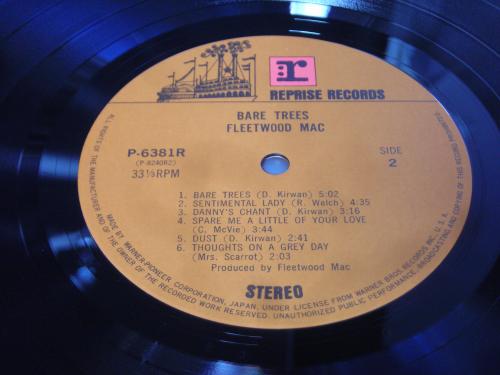 r
REPRISE RECORDS
BARE TREES
FLEETWOOD MAC
P-6381R
(P-8240R2)
33⅓RPM
SIDE
2
1. BARE TREES (D. Kirwan) 5:02
2. SENTIMENTAL LADY (R. Welch) 4:35
3. DANNY'S CHANT (D. Kirwan) 3:16
4. SPARE ME A LITTLE OF YOUR LOVE
(C. McVie) 3:44
5. DUST (D. Kirwan) 2:41
6. THOUGHTS ON A GREY DAY
(Mrs. Scarrot) 2:03
Produced by Fleetwood Mac
STEREO
ALL RIGHTS OF THE MANUFACTURER AND OF THE OWNER OF THE RECORDED WORK RESERVED. UNAUTHORIZED PUBLIC PERFORMANCE, BROADCASTING AND COPYING OF THIS RECORD PROHIBITED
MADE BY WARNER-PIONEER CORPORATION, JAPAN. UNDER LICENSE FROM WARNER BROS. RECORDS INC., U.S.A.